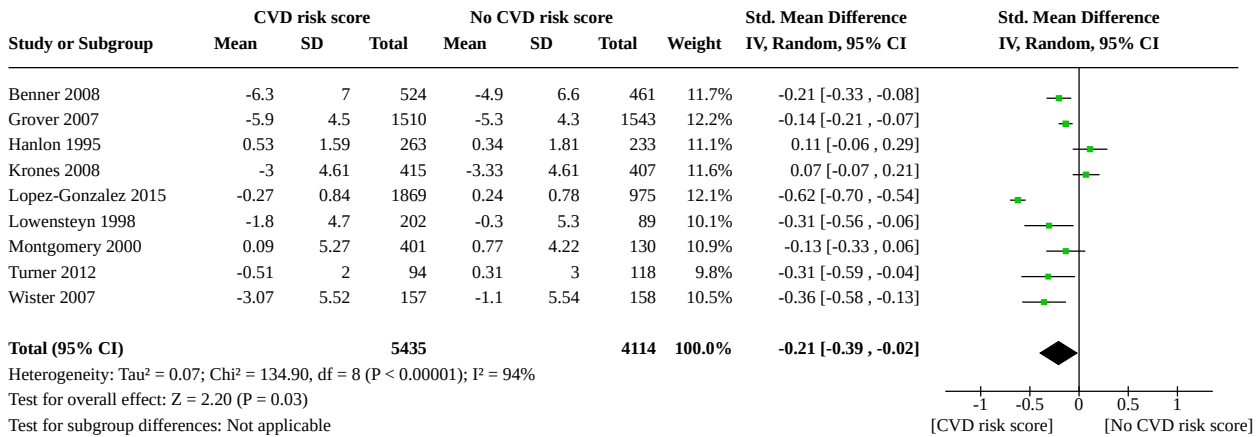 CVD risk score No CVD risk score Std. Mean Difference Std. Mean Difference
Study or Subgroup Mean SD Total Mean SD Total Weight IV, Random, 95% CI IV, Random, 95% CI
Benner 2008 -6.3 7 524 -4.9 6.6 461 11.7% -0.21 [-0.33 , -0.08]
Grover 2007 -5.9 4.5 1510 -5.3 4.3 1543 12.2% -0.14 [-0.21 , -0.07]
Hanlon 1995 0.53 1.59 263 0.34 1.81 233 11.1% 0.11 [-0.06 , 0.29]
Krones 2008 -3 4.61 415 -3.33 4.61 407 11.6% 0.07 [-0.07 , 0.21]
Lopez-Gonzalez 2015 -0.27 0.84 1869 0.24 0.78 975 12.1% -0.62 [-0.70 , -0.54]
Lowensteyn 1998 -1.8 4.7 202 -0.3 5.3 89 10.1% -0.31 [-0.56 , -0.06]
Montgomery 2000 0.09 5.27 401 0.77 4.22 130 10.9% -0.13 [-0.33 , 0.06]
Turner 2012 -0.51 2 94 0.31 3 118 9.8% -0.31 [-0.59 , -0.04]
Wister 2007 -3.07 5.52 157 -1.1 5.54 158 10.5% -0.36 [-0.58 , -0.13]
Total (95% CI) 5435 4114 100.0% -0.21 [-0.39 , -0.02]
Heterogeneity: Tau² = 0.07; Chi² = 134.90, df = 8 (P < 0.00001); I² = 94%
Test for overall effect: Z = 2.20 (P = 0.03) -1 -0.5 0 0.5 1
Test for subgroup differences: Not applicable [CVD risk score] [No CVD risk score]